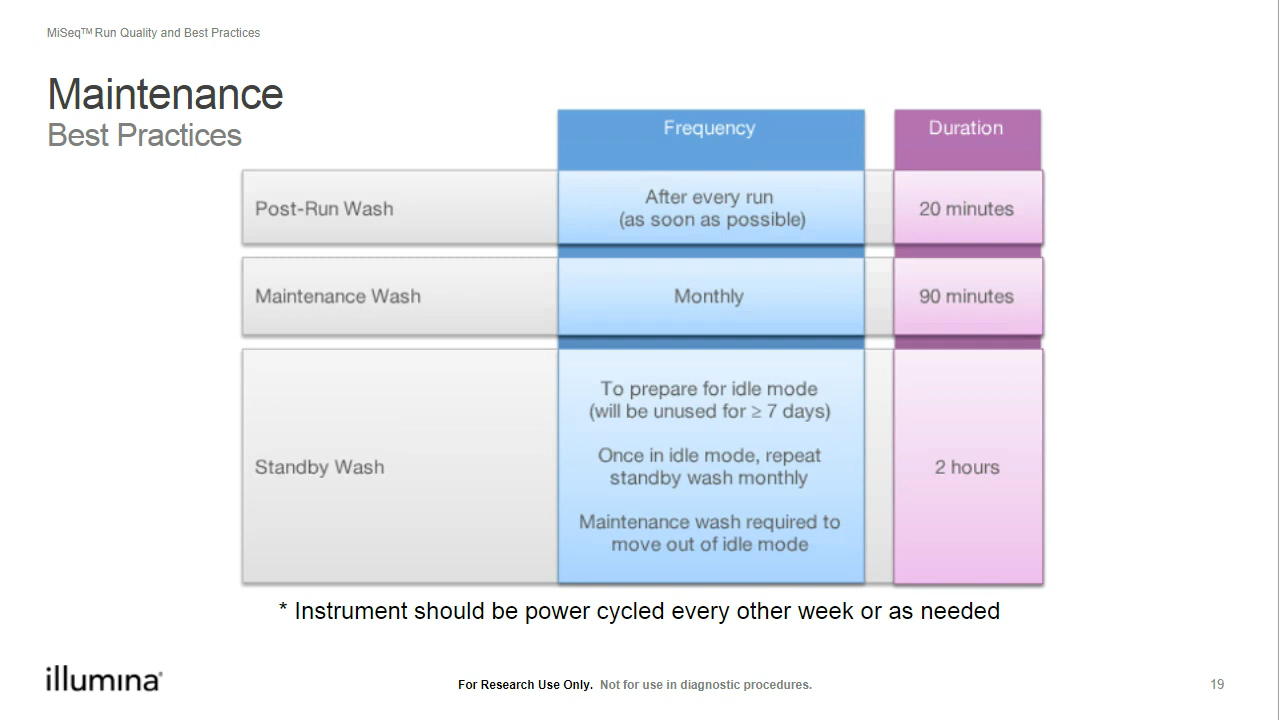 MiSeq™ Run Quality and Best Practices
Maintenance
Best Practices
Frequency
Duration
Post-Run Wash
After every run
(as soon as possible)
20 minutes
Maintenance Wash
Monthly
90 minutes
Standby Wash
To prepare for idle mode
(will be unused for ≥ 7 days)
Once in idle mode, repeat
standby wash monthly
Maintenance wash required to
move out of idle mode
2 hours
* Instrument should be power cycled every other week or as needed
illumina®
For Research Use Only. Not for use in diagnostic procedures.
19